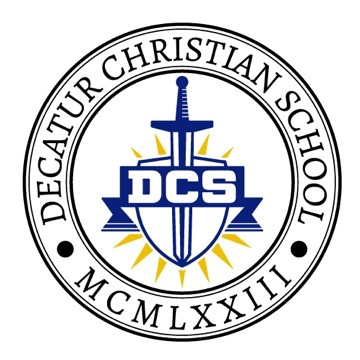 DECATUR CHRISTIAN SCHOOL
DCS
MCMLXXIII